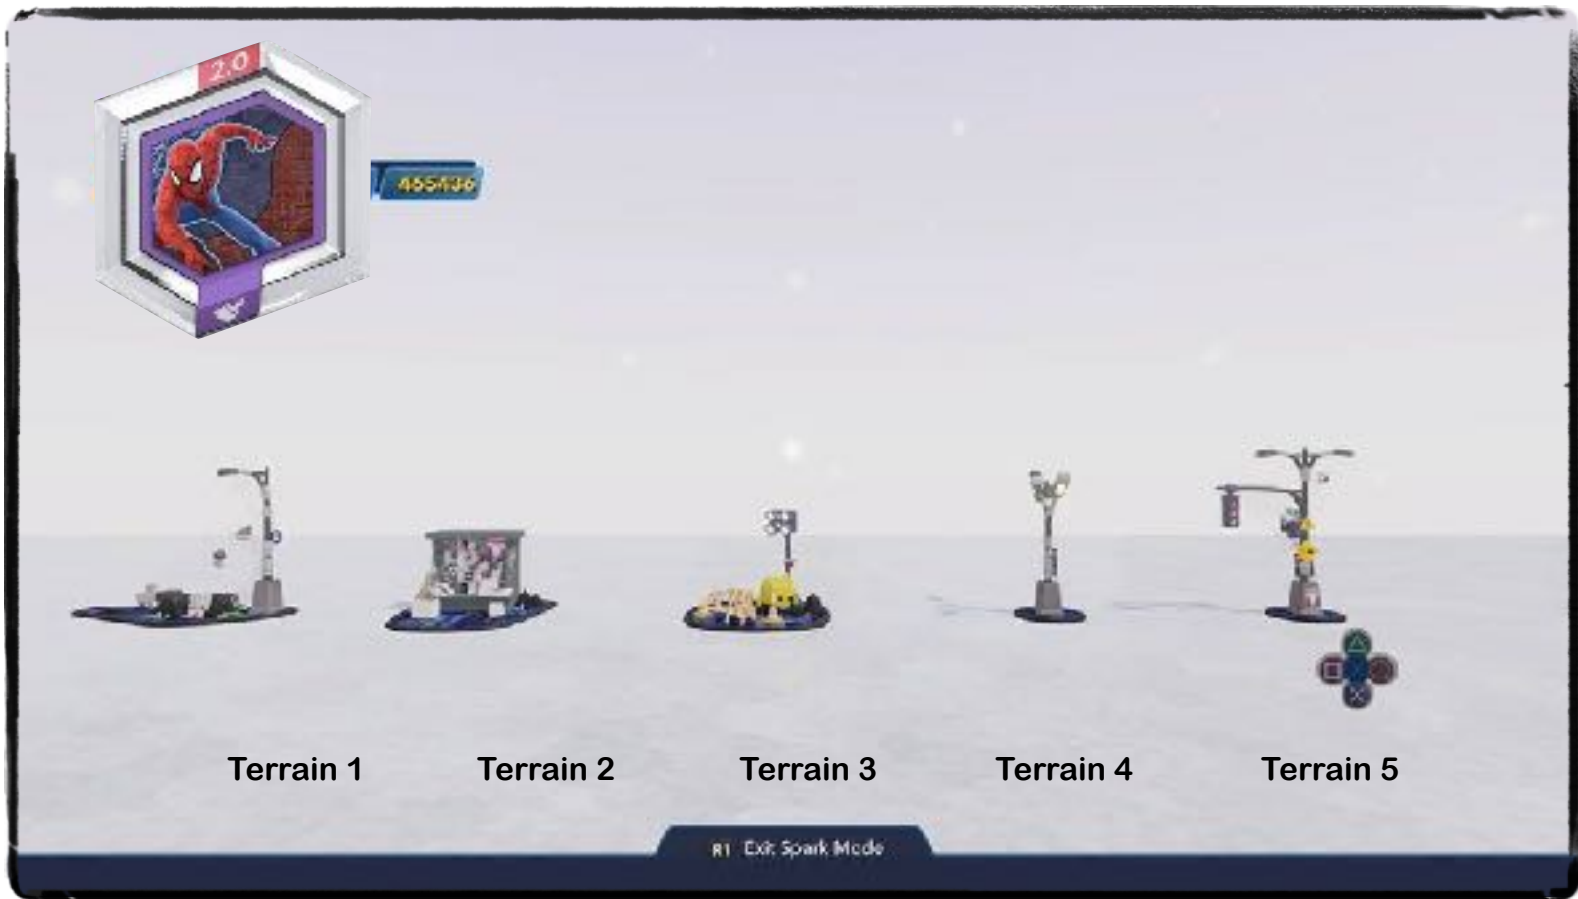 2.0
465436
Terrain 1
Terrain 2
Terrain 3
Terrain 4
Terrain 5
R1 Exit Spark Mode